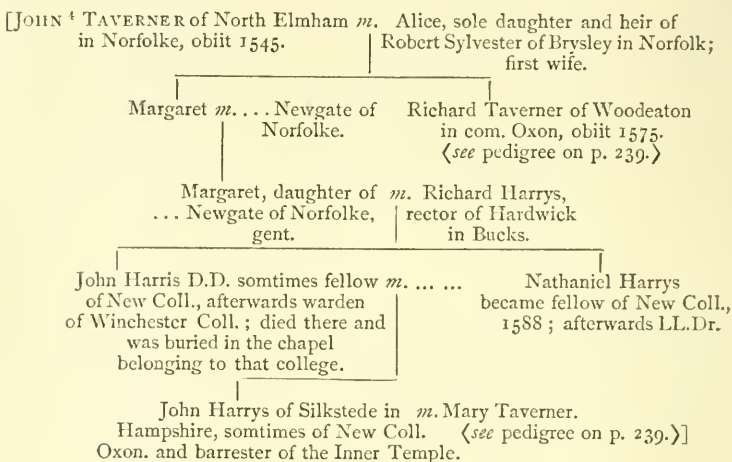 [JOHN ⁴ TAVERNER of North Elmham m. Alice, sole daughter and heir of
in Norfolke, obiit 1545. Robert Sylvester of Brysley in Norfolk;
first wife.
Margaret m. . . . Newgate of Richard Taverner of Woodeaton
Norfolke. in com. Oxon, obiit 1575.
⟨see pedigree on p. 239.⟩
Margaret, daughter of m. Richard Harrys,
... Newgate of Norfolke, rector of Hardwick
gent. in Bucks.
John Harris D.D. somtimes fellow m. ... ... Nathaniel Harrys
of New Coll., afterwards warden became fellow of New Coll.,
of Winchester Coll.; died there and 1588; afterwards LL.Dr.
was buried in the chapel
belonging to that college.
John Harrys of Silkstede in m. Mary Taverner.
Hampshire, somtimes of New Coll. ⟨see pedigree on p. 239.⟩]
Oxon. and barrester of the Inner Temple.